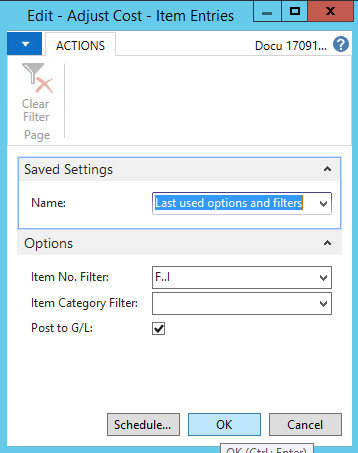 Edit - Adjust Cost - Item Entries
ACTIONS
Docu 17091...
Clear
Filter
Page
Saved Settings
Name:
Last used options and filters
Options
Item No. Filter:
F..I
Item Category Filter:
Post to G/L:
Schedule...
OK
Cancel
OK (Ctrl+Enter)